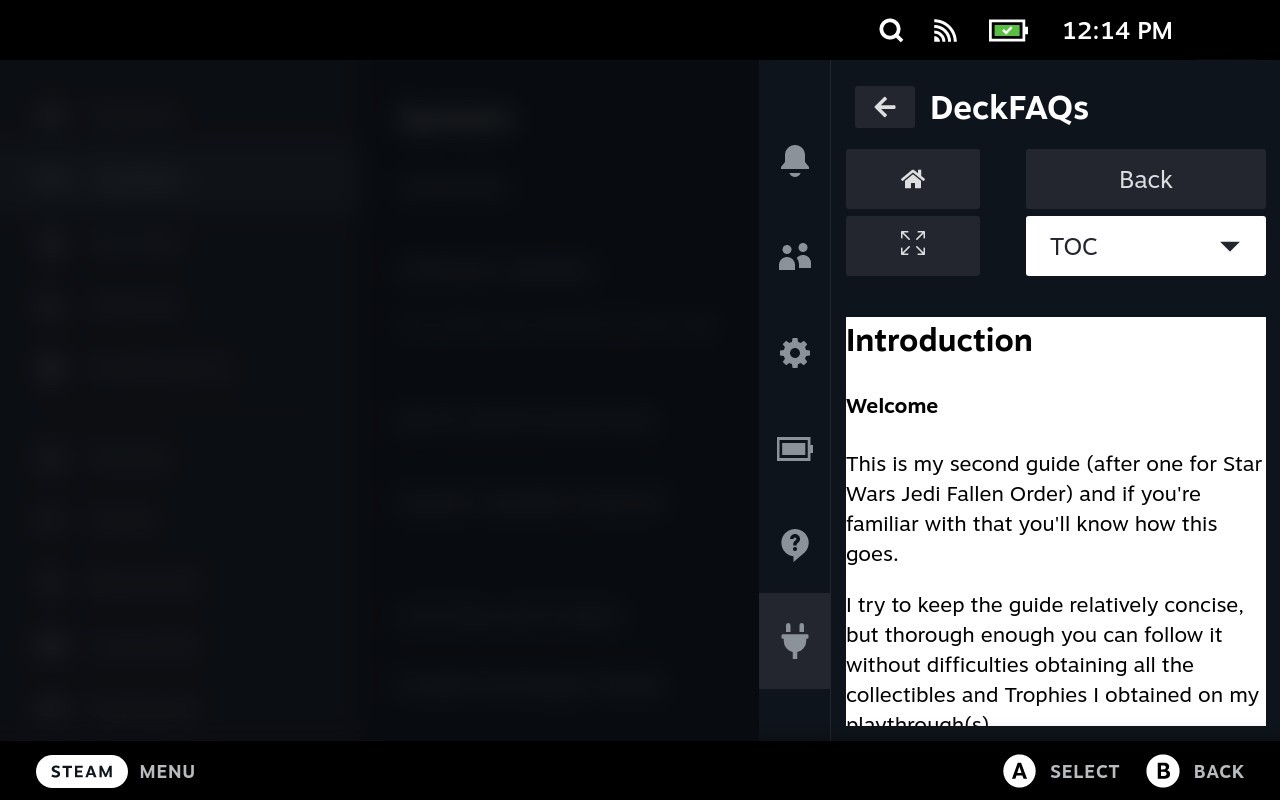 12:14 PM
DeckFAQs
Back
TOC
Introduction
Welcome
This is my second guide (after one for Star
Wars Jedi Fallen Order) and if you're
familiar with that you'll know how this
goes.
I try to keep the guide relatively concise,
but thorough enough you can follow it
without difficulties obtaining all the
collectibles and Trophies I obtained on my
playthrough(s)
STEAM MENU
A SELECT B BACK